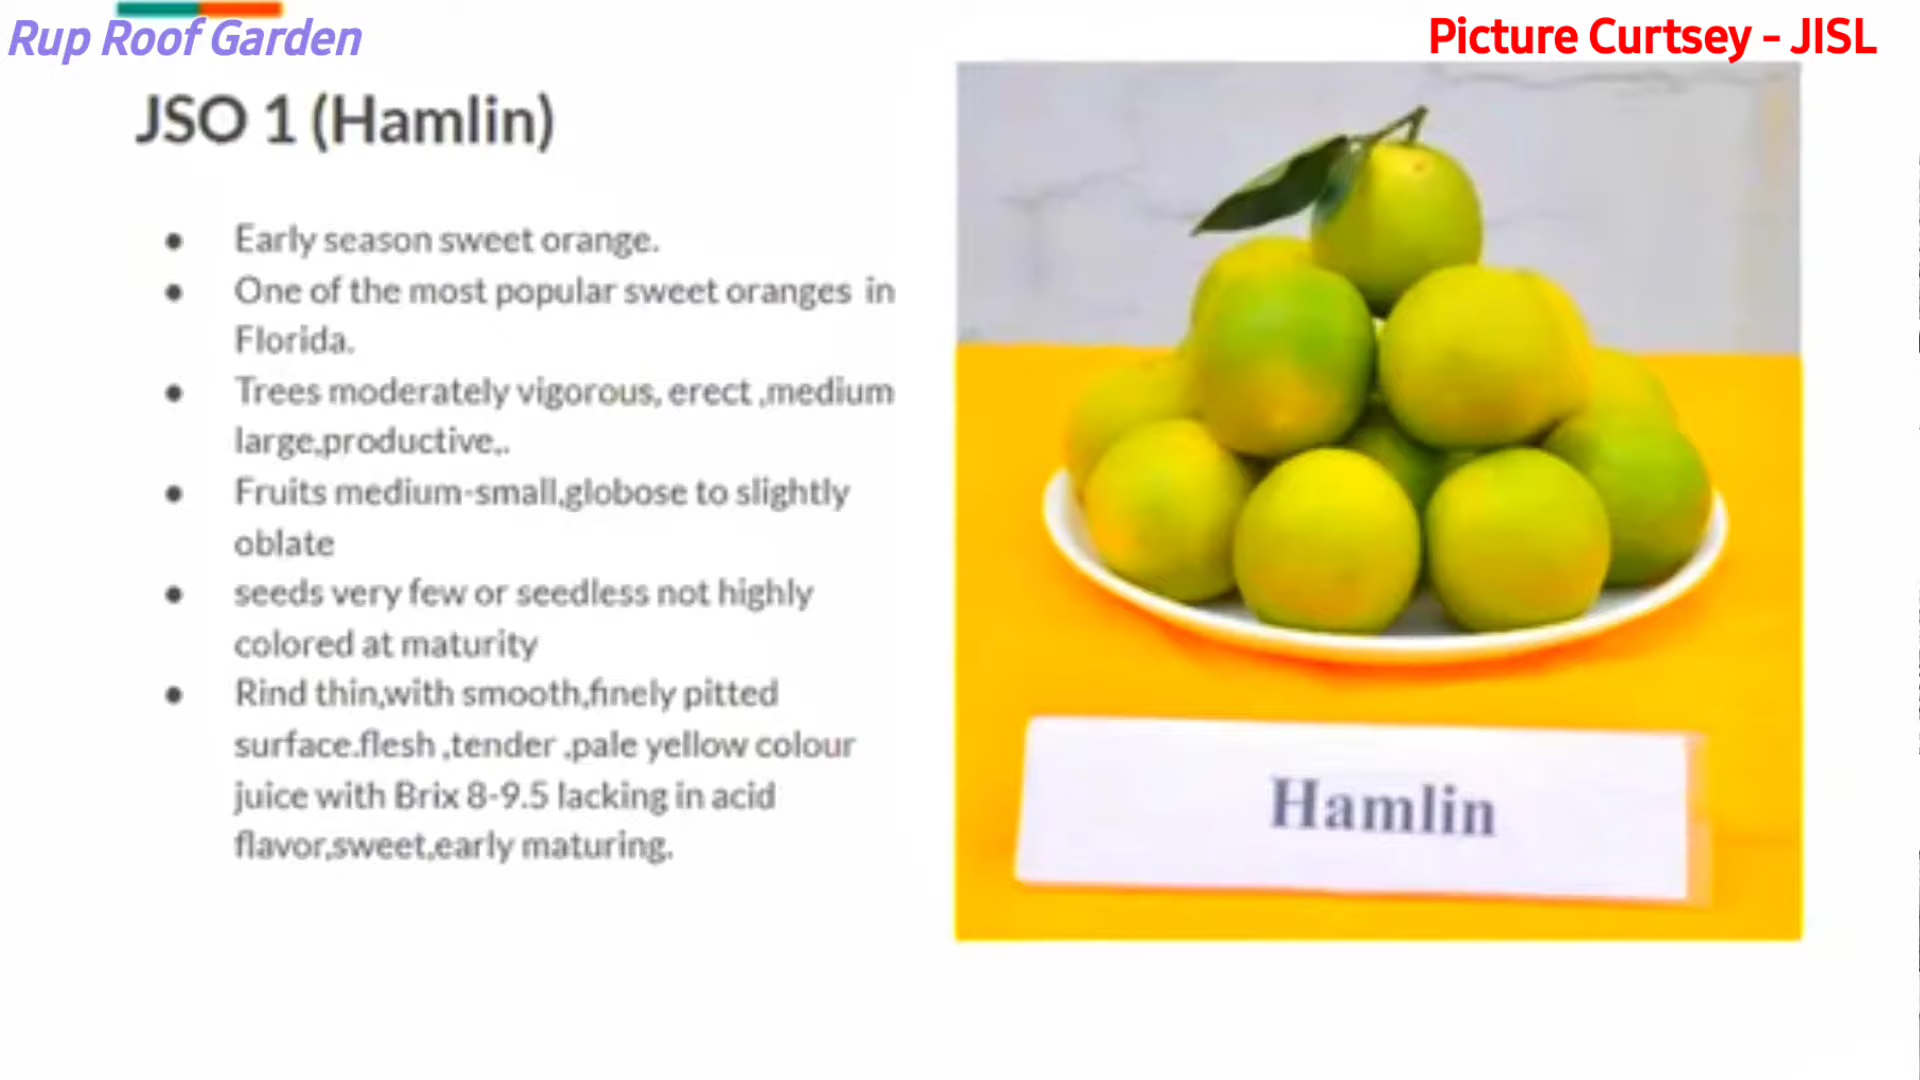 Rup Roof Garden
Picture Curtsey - JISL
JSO 1 (Hamlin)
● Early season sweet orange.
● One of the most popular sweet oranges in
Florida.
● Trees moderately vigorous, erect ,medium
large,productive,.
● Fruits medium-small,globose to slightly
oblate
● seeds very few or seedless not highly
colored at maturity
● Rind thin,with smooth,finely pitted
surface.flesh ,tender ,pale yellow colour
juice with Brix 8-9.5 lacking in acid
flavor,sweet,early maturing.
Hamlin